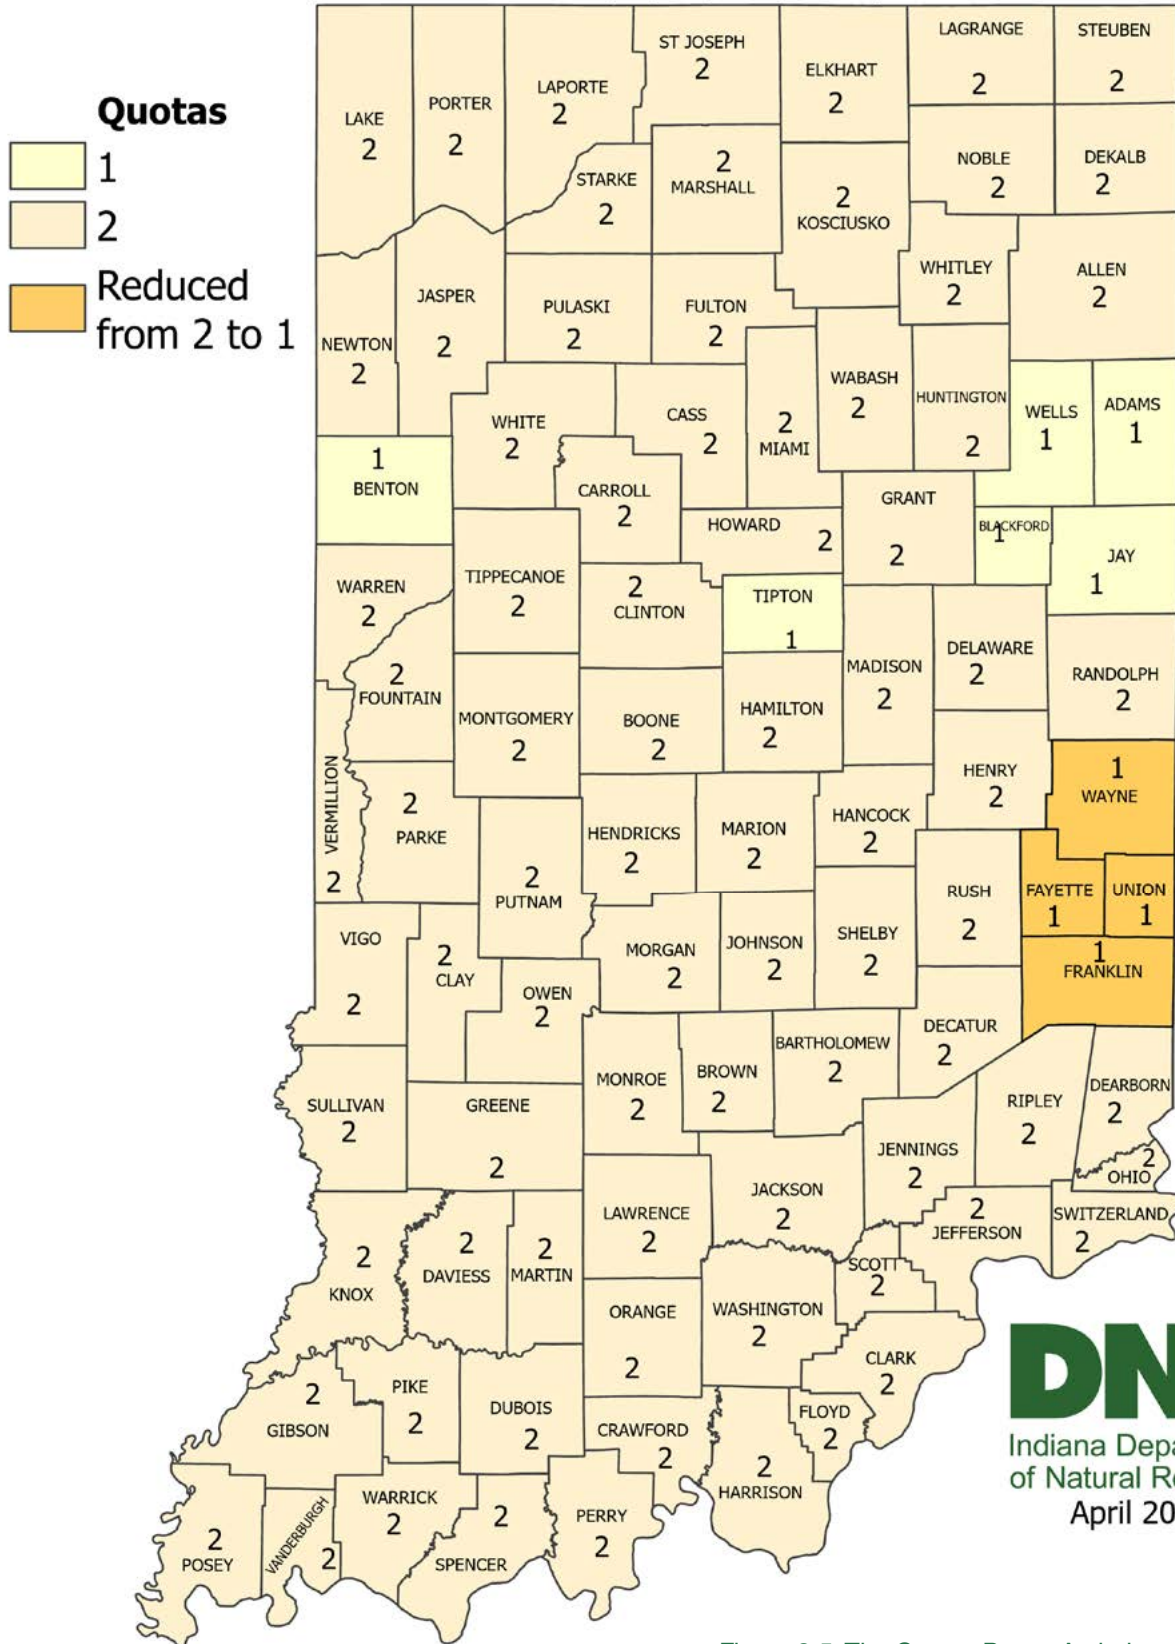 Quotas
1
2
Reduced
from 2 to 1
LAKE
2
PORTER
2
LAPORTE
2
ST JOSEPH
2
ELKHART
2
LAGRANGE
2
STEUBEN
2
STARKE
2
2
MARSHALL
2
KOSCIUSKO
NOBLE
2
DEKALB
2
NEWTON
2
JASPER
2
PULASKI
2
FULTON
2
WHITLEY
2
ALLEN
2
1
BENTON
WHITE
2
CASS
2
2
MIAMI
WABASH
2
HUNTINGTON
2
WELLS
1
ADAMS
1
CARROLL
2
HOWARD
2
GRANT
2
BLACKFORD
1
JAY
1
WARREN
2
TIPPECANOE
2
2
CLINTON
TIPTON
1
MADISON
2
DELAWARE
2
RANDOLPH
2
2
FOUNTAIN
MONTGOMERY
2
BOONE
2
HAMILTON
2
HENRY
2
1
WAYNE
VERMILLION
2
2
PARKE
2
PUTNAM
HENDRICKS
2
MARION
2
HANCOCK
2
RUSH
2
FAYETTE
1
UNION
1
VIGO
2
2
CLAY
OWEN
2
MORGAN
2
JOHNSON
2
SHELBY
2
1
FRANKLIN
DECATUR
2
SULLIVAN
2
GREENE
2
MONROE
2
BROWN
2
BARTHOLOMEW
2
RIPLEY
2
DEARBORN
2
JENNINGS
2
2
OHIO
2
KNOX
2
DAVIESS
2
MARTIN
LAWRENCE
2
JACKSON
2
2
JEFFERSON
SWITZERLAND
2
SCOTT
2
ORANGE
2
WASHINGTON
2
CLARK
2
2
GIBSON
PIKE
2
DUBOIS
2
CRAWFORD
2
FLOYD
2
2
HARRISON
2
POSEY
VANDERBURGH
2
WARRICK
2
2
SPENCER
PERRY
2
DN
Indiana Depa
of Natural Re
April 20